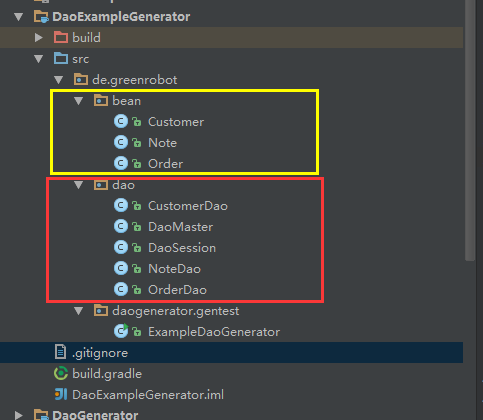 DaoExampleGenerator
build
src
de.greenrobot
bean
Customer
Note
Order
dao
CustomerDao
DaoMaster
DaoSession
NoteDao
OrderDao
daogenerator.gentest
ExampleDaoGenerator
.gitignore
build.gradle
DaoExampleGenerator.iml
DaoGenerator